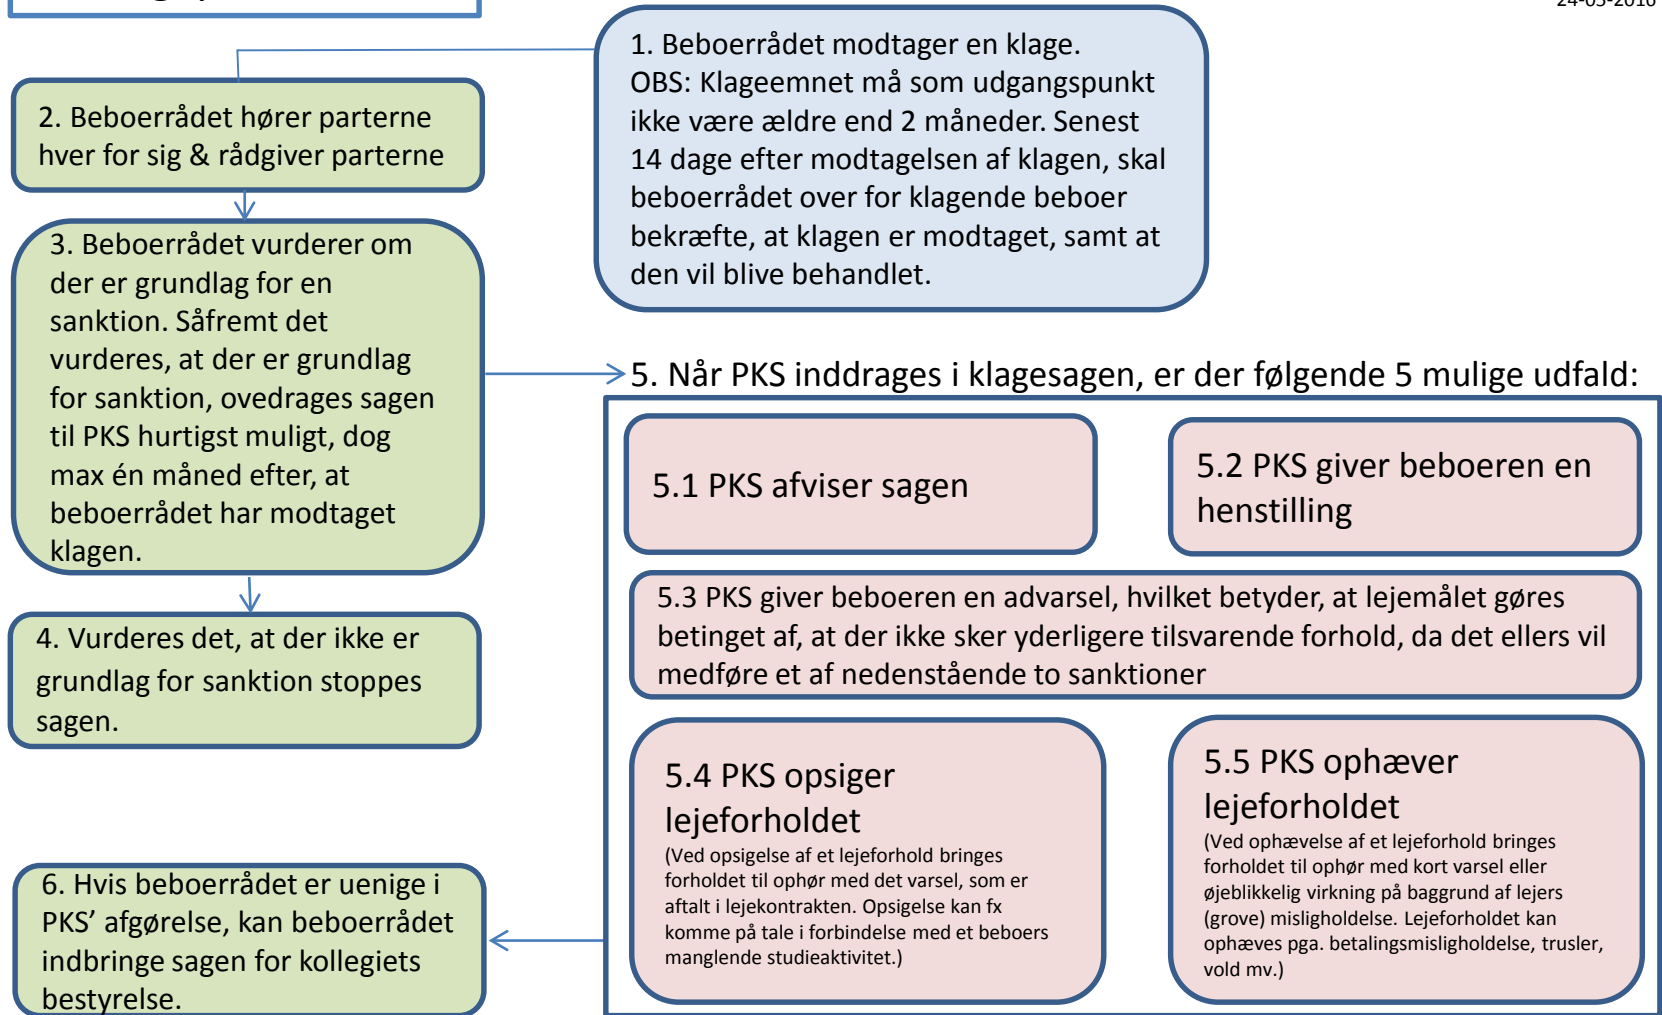 24-05-2016
1. Beboerrådet modtager en klage.
OBS: Klageemnet må som udgangspunkt
ikke være ældre end 2 måneder. Senest
14 dage efter modtagelsen af klagen, skal
beboerrådet over for klagende beboer
bekræfte, at klagen er modtaget, samt at
den vil blive behandlet.
2. Beboerrådet hører parterne
hver for sig & rådgiver parterne
3. Beboerrådet vurderer om
der er grundlag for en
sanktion. Såfremt det
vurderes, at der er grundlag
for sanktion, ovedrages sagen
til PKS hurtigst muligt, dog
max én måned efter, at
beboerrådet har modtaget
klagen.
4. Vurderes det, at der ikke er
grundlag for sanktion stoppes
sagen.
5. Når PKS inddrages i klagesagen, er der følgende 5 mulige udfald:
5.1 PKS afviser sagen
5.2 PKS giver beboeren en
henstilling
5.3 PKS giver beboeren en advarsel, hvilket betyder, at lejemålet gøres
betinget af, at der ikke sker yderligere tilsvarende forhold, da det ellers vil
medføre et af nedenstående to sanktioner
5.4 PKS opsiger
lejeforholdet
(Ved opsigelse af et lejeforhold bringes
forholdet til ophør med det varsel, som er
aftalt i lejekontrakten. Opsigelse kan fx
komme på tale i forbindelse med et beboers
manglende studieaktivitet.)
5.5 PKS ophæver
lejeforholdet
(Ved ophævelse af et lejeforhold bringes
forholdet til ophør med kort varsel eller
øjeblikkelig virkning på baggrund af lejers
(grove) misligholdelse. Lejeforholdet kan
ophæves pga. betalingsmisligholdelse, trusler,
vold mv.)
6. Hvis beboerrådet er uenige i
PKS’ afgørelse, kan beboerrådet
indbringe sagen for kollegiets
bestyrelse.